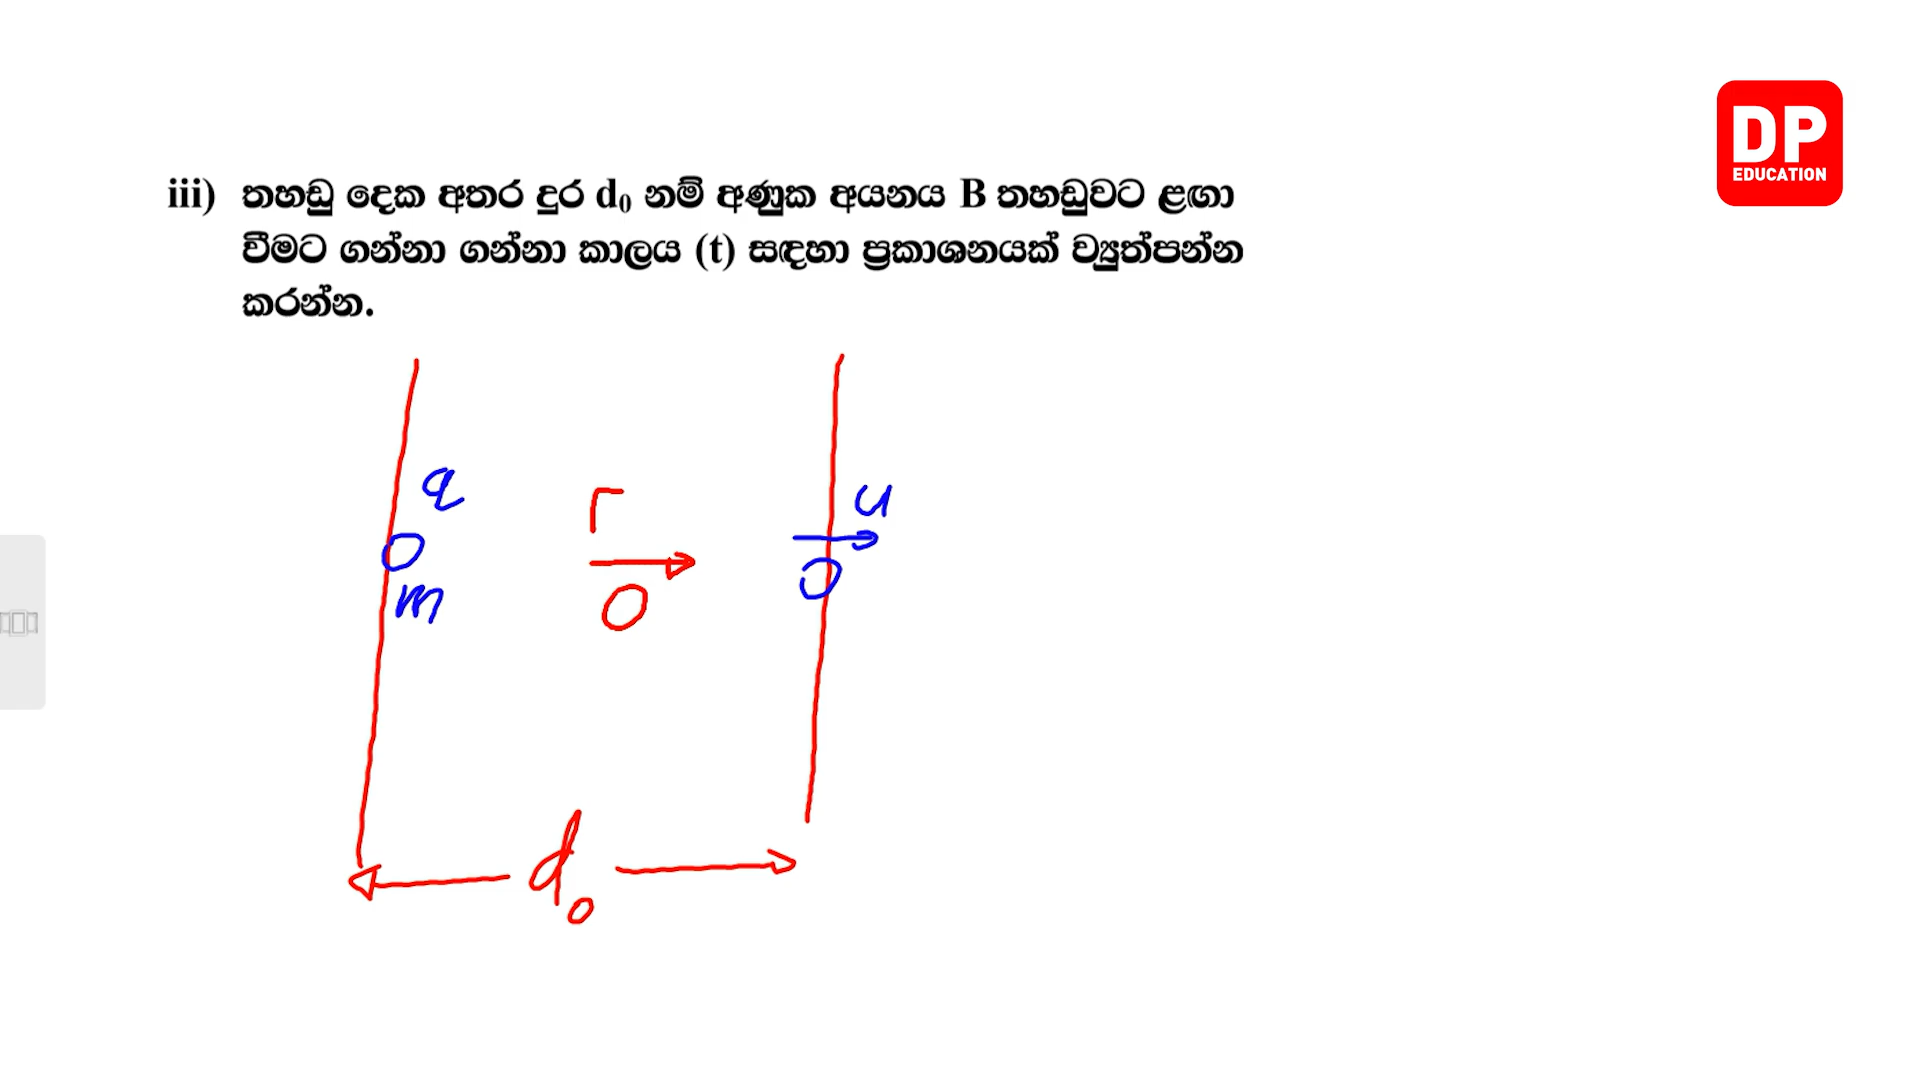 DP
EDUCATION
iii) තහඩු දෙක අතර දුර d₀ නම් අණුක අයනය B තහඩුවට ළඟා
වීමට ගන්නා ගන්නා කාලය (t) සඳහා ප්‍රකාශනයක් ව්‍යුත්පන්න
කරන්න.
q
u
m
d₀